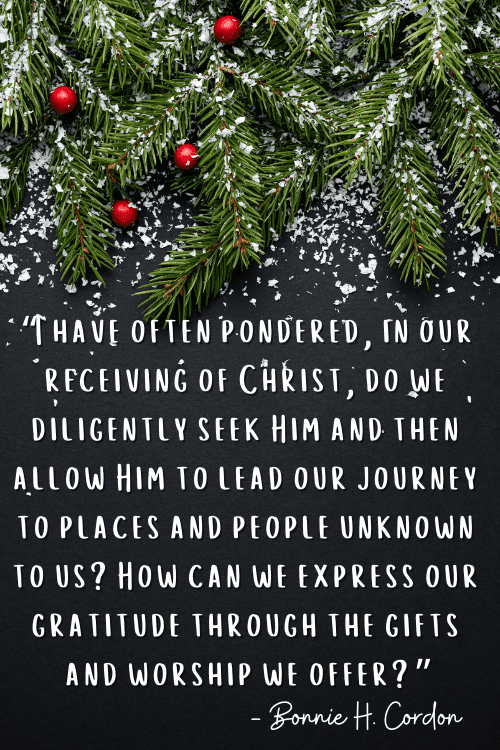 “I have often pondered, in our
receiving of Christ, do we
diligently seek Him and then
allow Him to lead our journey
to places and people unknown
to us? How can we express our
gratitude through the gifts
and worship we offer?”
- Bonnie H. Cordon